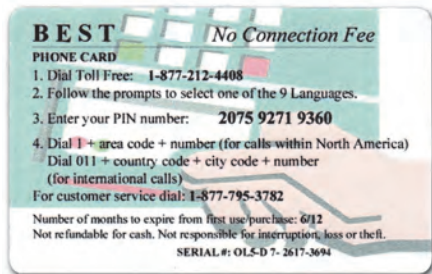 BEST No Connection Fee
PHONE CARD
1. Dial Toll Free: 1-877-212-4408
2. Follow the prompts to select one of the 9 Languages.
3. Enter your PIN number: 2075 9271 9360
4. Dial 1 + area code + number (for calls within North America)
Dial 011 + country code + city code + number
(for international calls)
For customer service dial: 1-877-795-3782
Number of months to expire from first use/purchase: 6/12
Not refundable for cash. Not responsible for interruption, loss or theft.
SERIAL#: OL5-D 7- 2617-3694